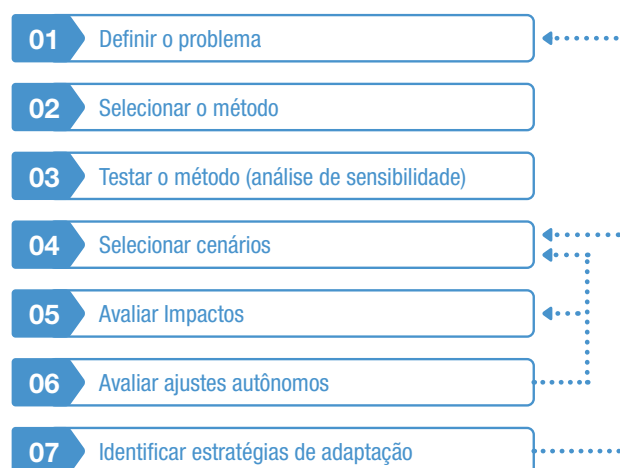 01 Definir o problema
02 Selecionar o método
03 Testar o método (análise de sensibilidade)
04 Selecionar cenários
05 Avaliar Impactos
06 Avaliar ajustes autônomos
07 Identificar estratégias de adaptação